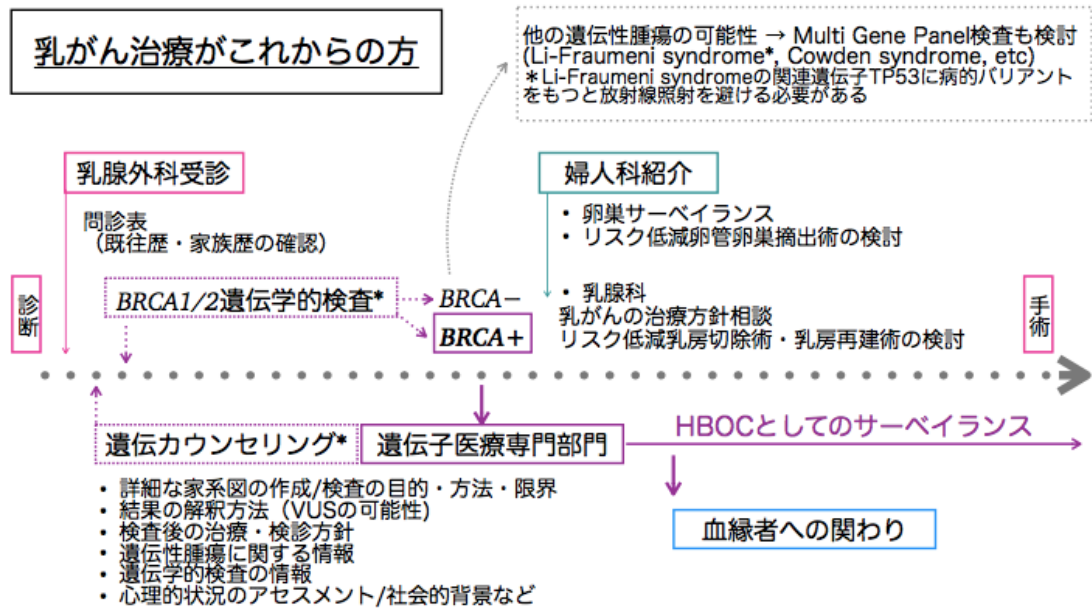 乳がん治療がこれからの方
他の遺伝性腫瘍の可能性 → Multi Gene Panel検査も検討
(Li-Fraumeni syndrome*, Cowden syndrome, etc)
＊Li-Fraumeni syndromeの関連遺伝子TP53に病的バリアント
をもつと放射線照射を避ける必要がある
乳腺外科受診
問診表
（既往歴・家族歴の確認）
婦人科紹介
• 卵巣サーベイランス
• リスク低減卵管卵巣摘出術の検討
診断
BRCA1/2遺伝学的検査*
BRCA−
BRCA+
• 乳腺科
乳がんの治療方針相談
リスク低減乳房切除術・乳房再建術の検討
手術
遺伝カウンセリング*
遺伝子医療専門部門
HBOCとしてのサーベイランス
• 詳細な家系図の作成/検査の目的・方法・限界
• 結果の解釈方法（VUSの可能性)
• 検査後の治療・検診方針
• 遺伝性腫瘍に関する情報
• 遺伝学的検査の情報
• 心理的状況のアセスメント/社会的背景など
血縁者への関わり